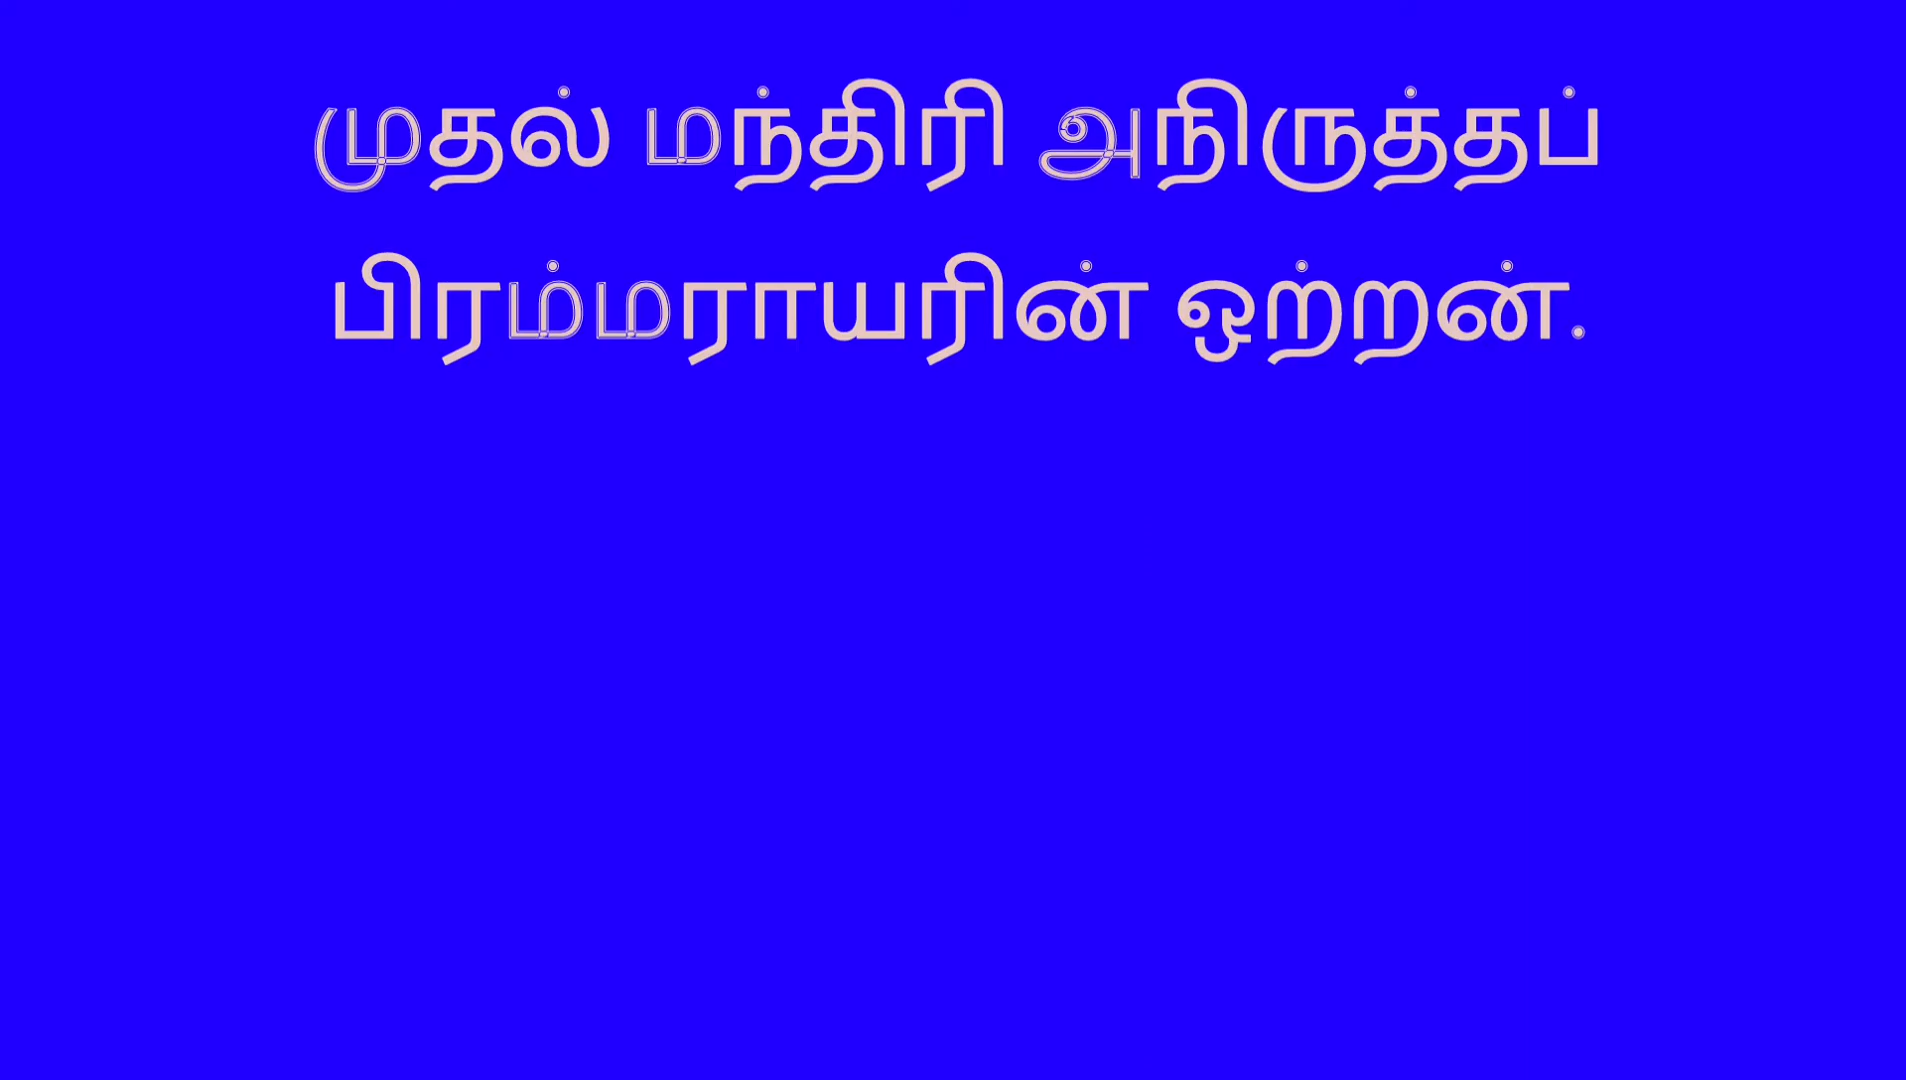 முதல் மந்திரி அநிருத்தப்
பிரம்மராயரின் ஒற்றன்.